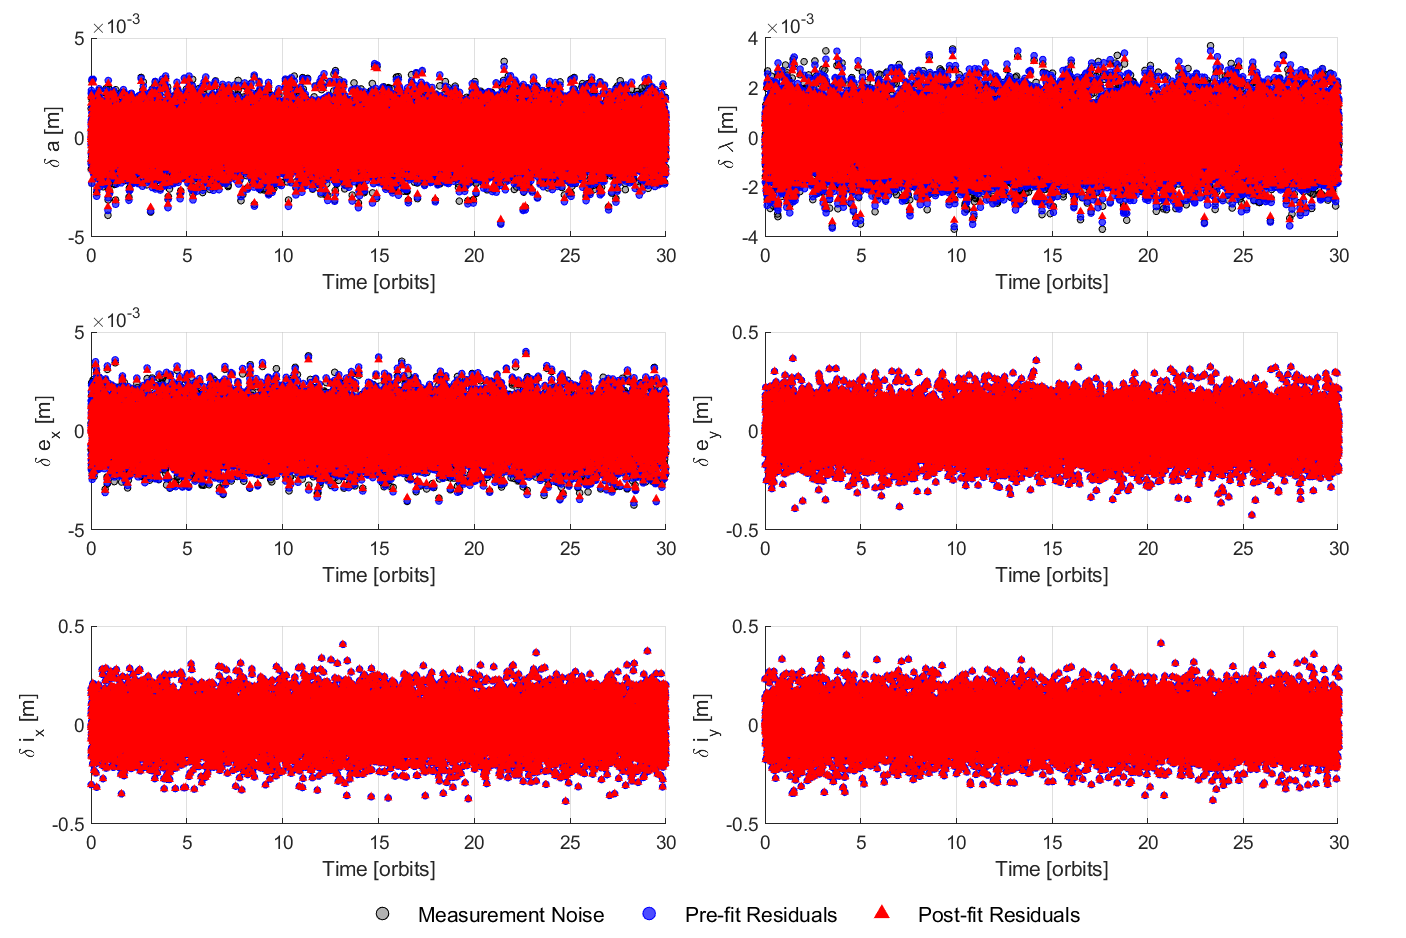 ×10⁻³
5
0
-5
δ a [m]
0 5 10 15 20 25 30
Time [orbits]
×10⁻³
4
2
0
-2
-4
δ λ [m]
0 5 10 15 20 25 30
Time [orbits]
×10⁻³
5
0
-5
δ eₓ [m]
0 5 10 15 20 25 30
Time [orbits]
0.5
0
-0.5
δ e_y [m]
0 5 10 15 20 25 30
Time [orbits]
0.5
0
-0.5
δ iₓ [m]
0 5 10 15 20 25 30
Time [orbits]
0.5
0
-0.5
δ i_y [m]
0 5 10 15 20 25 30
Time [orbits]
Measurement Noise Pre-fit Residuals Post-fit Residuals